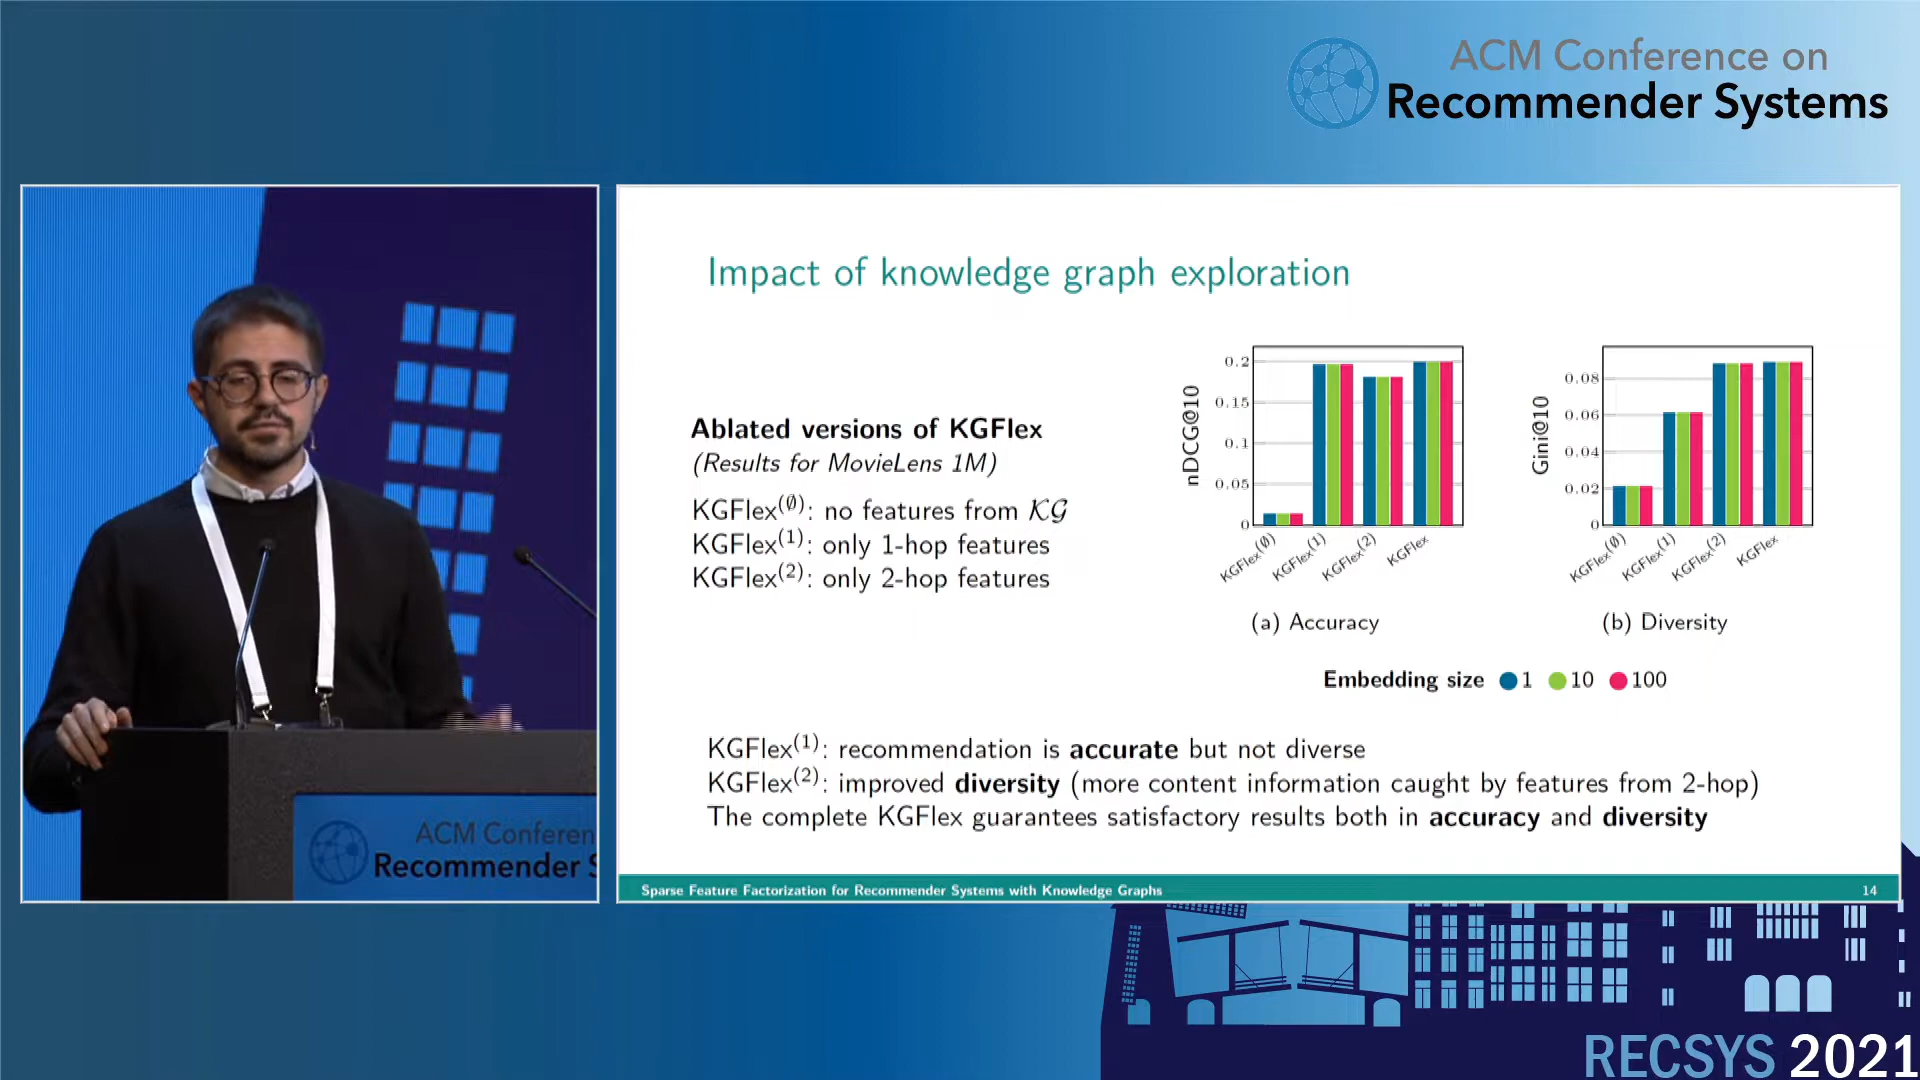 ACM Conference on
Recommender Systems
Impact of knowledge graph exploration
Ablated versions of KGFlex
(Results for MovieLens 1M)
KGFlex(∅): no features from 𝒦𝒢
KGFlex(1): only 1-hop features
KGFlex(2): only 2-hop features
nDCG@10
0.2
0.15
0.1
0.05
0
KGFlex(∅)
KGFlex(1)
KGFlex(2)
KGFlex
(a) Accuracy
Gini@10
0.08
0.06
0.04
0.02
0
KGFlex(∅)
KGFlex(1)
KGFlex(2)
KGFlex
(b) Diversity
Embedding size 1 10 100
KGFlex(1): recommendation is accurate but not diverse
KGFlex(2): improved diversity (more content information caught by features from 2-hop)
The complete KGFlex guarantees satisfactory results both in accuracy and diversity
Sparse Feature Factorization for Recommender Systems with Knowledge Graphs 14
ACM Conferen
Recommender S
RECSYS 2021